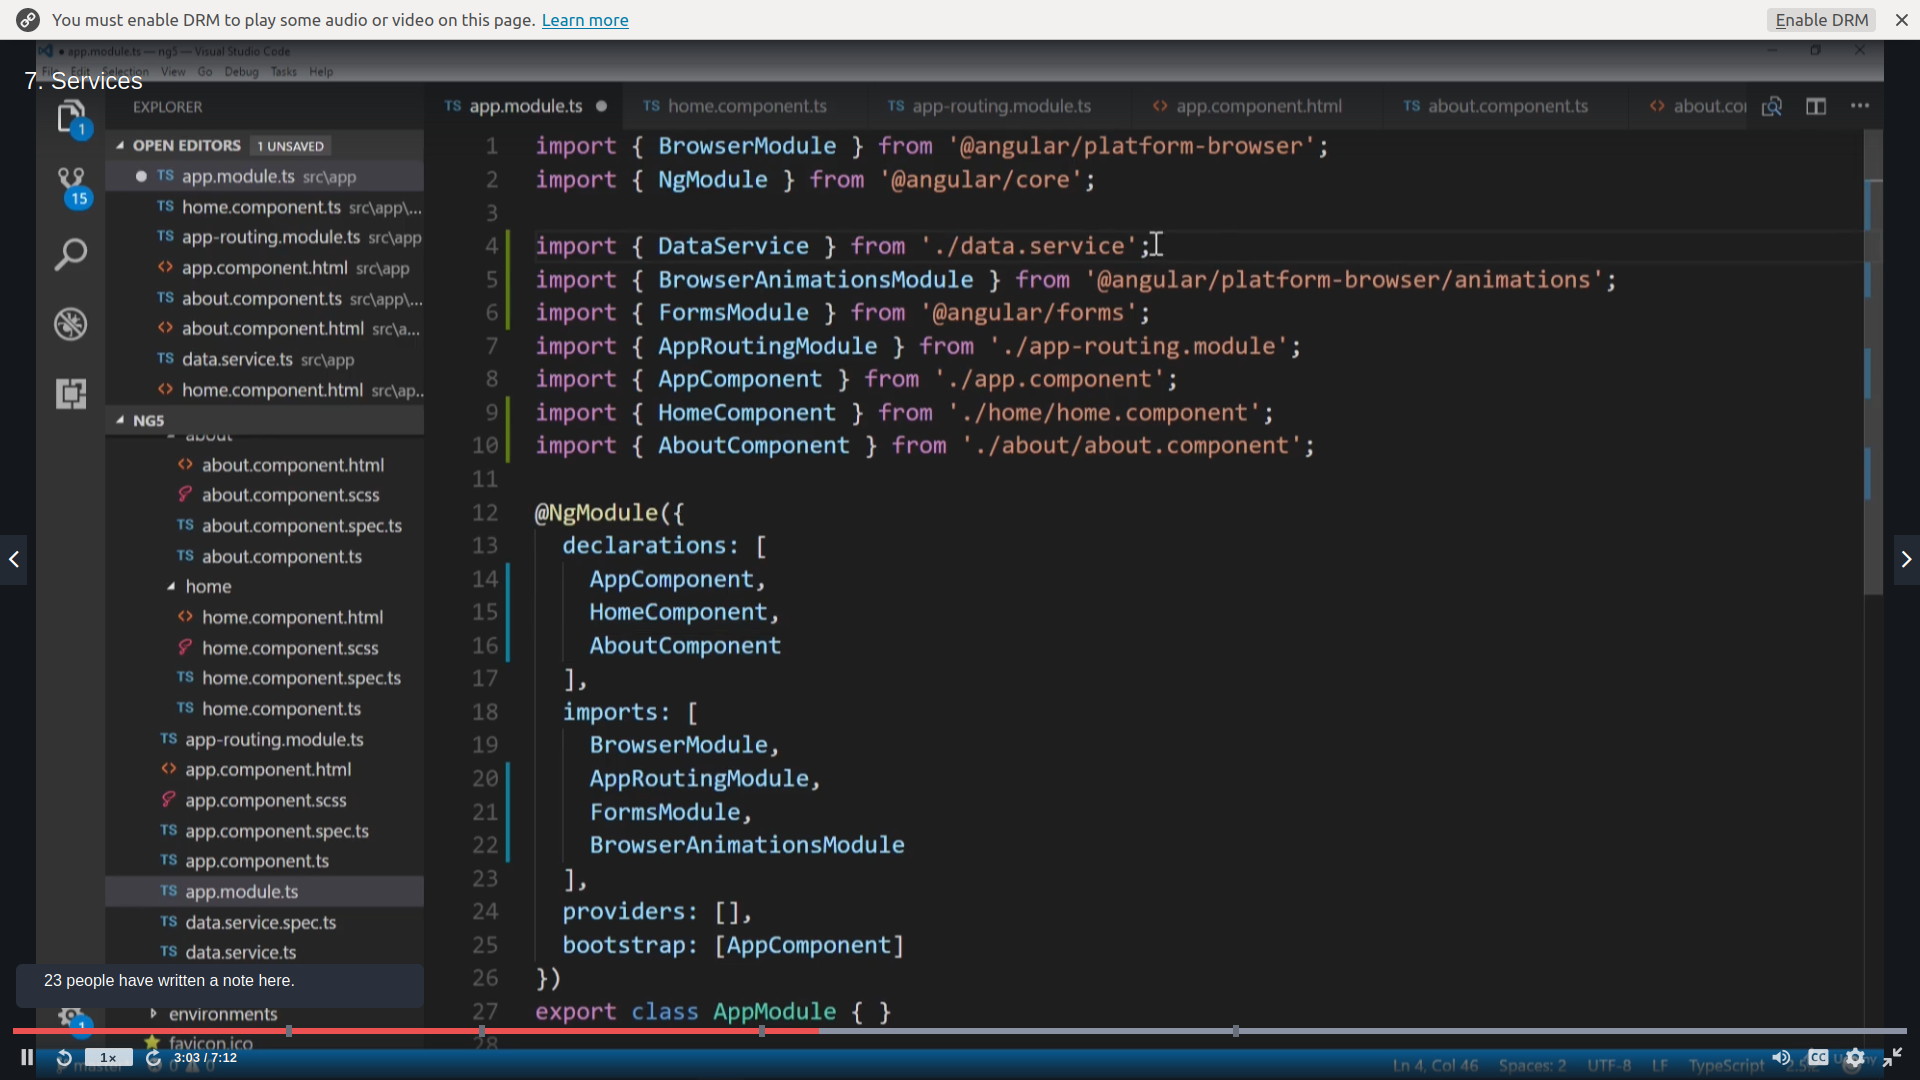 You must enable DRM to play some audio or video on this page. Learn more
Enable DRM
● app.module.ts — ng5 — Visual Studio Code
File Edit Selection View Go Debug Tasks Help
7. Services
EXPLORER
OPEN EDITORS 1 UNSAVED
TS app.module.ts src\app
TS home.component.ts src\app\...
TS app-routing.module.ts src\app
<> app.component.html src\app
TS about.component.ts src\app\...
<> about.component.html src\a...
TS data.service.ts src\app
<> home.component.html src\ap...
NG5
about
<> about.component.html
about.component.scss
TS about.component.spec.ts
TS about.component.ts
home
<> home.component.html
home.component.scss
TS home.component.spec.ts
TS home.component.ts
TS app-routing.module.ts
<> app.component.html
app.component.scss
TS app.component.spec.ts
TS app.component.ts
TS app.module.ts
TS data.service.spec.ts
TS data.service.ts
23 people have written a note here.
environments
favicon.ico
1
15
1
TS app.module.ts ●
TS home.component.ts
TS app-routing.module.ts
<> app.component.html
TS about.component.ts
<> about.co
1 import { BrowserModule } from '@angular/platform-browser';
2 import { NgModule } from '@angular/core';
3
4 import { DataService } from './data.service';
5 import { BrowserAnimationsModule } from '@angular/platform-browser/animations';
6 import { FormsModule } from '@angular/forms';
7 import { AppRoutingModule } from './app-routing.module';
8 import { AppComponent } from './app.component';
9 import { HomeComponent } from './home/home.component';
10 import { AboutComponent } from './about/about.component';
11
12 @NgModule({
13 declarations: [
14 AppComponent,
15 HomeComponent,
16 AboutComponent
17 ],
18 imports: [
19 BrowserModule,
20 AppRoutingModule,
21 FormsModule,
22 BrowserAnimationsModule
23 ],
24 providers: [],
25 bootstrap: [AppComponent]
26 })
27 export class AppModule { }
28
1×
3:03 / 7:12
master 0 0
Ln 4, Col 46 Spaces: 2 UTF-8 LF TypeScript
CC